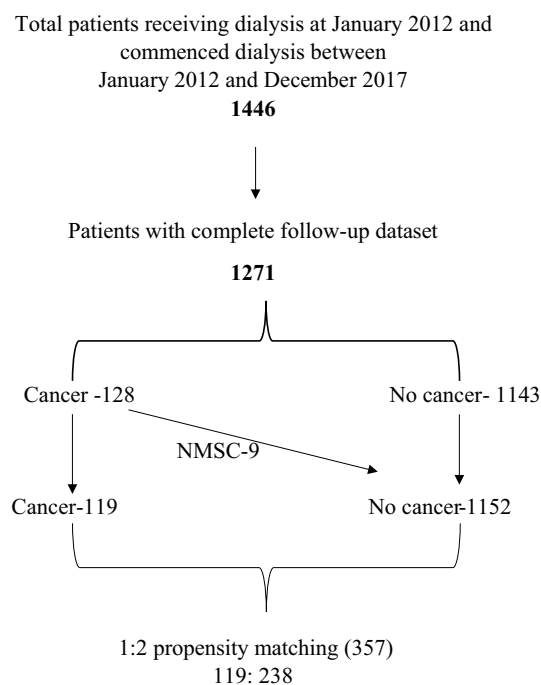 Total patients receiving dialysis at January 2012 and
commenced dialysis between
January 2012 and December 2017
1446
Patients with complete follow-up dataset
1271
Cancer -128
No cancer- 1143
NMSC-9
Cancer-119
No cancer-1152
1:2 propensity matching (357)
119: 238